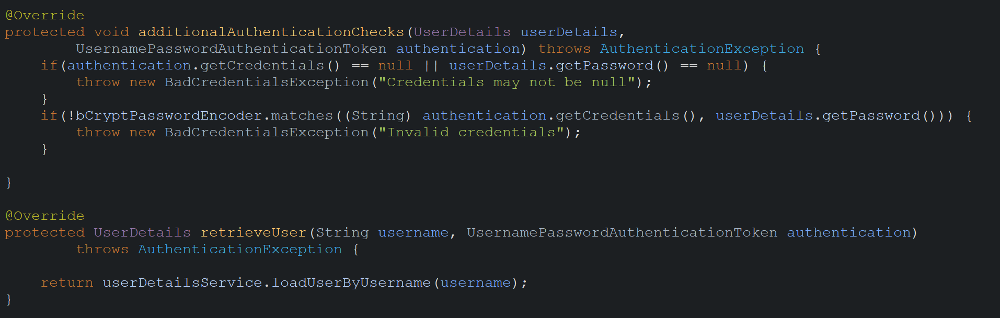 @Override
protected void additionalAuthenticationChecks(UserDetails userDetails,
        UsernamePasswordAuthenticationToken authentication) throws AuthenticationException {
    if(authentication.getCredentials() == null || userDetails.getPassword() == null) {
        throw new BadCredentialsException("Credentials may not be null");
    }
    if(!bCryptPasswordEncoder.matches((String) authentication.getCredentials(), userDetails.getPassword())) {
        throw new BadCredentialsException("Invalid credentials");
    }

}

@Override
protected UserDetails retrieveUser(String username, UsernamePasswordAuthenticationToken authentication)
        throws AuthenticationException {

    return userDetailsService.loadUserByUsername(username);
}